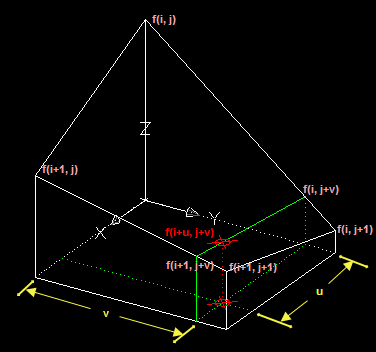 f(i, j)
Z
f(i+1, j)
f(i, j+v)
X
Y
f(i+u, j+v)
f(i, j+1)
f(i+1, j+v)
f(i+1, j+1)
u
v